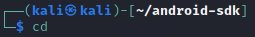 ┌──(kali㉿kali)-[~/android-sdk]
└─$ cd